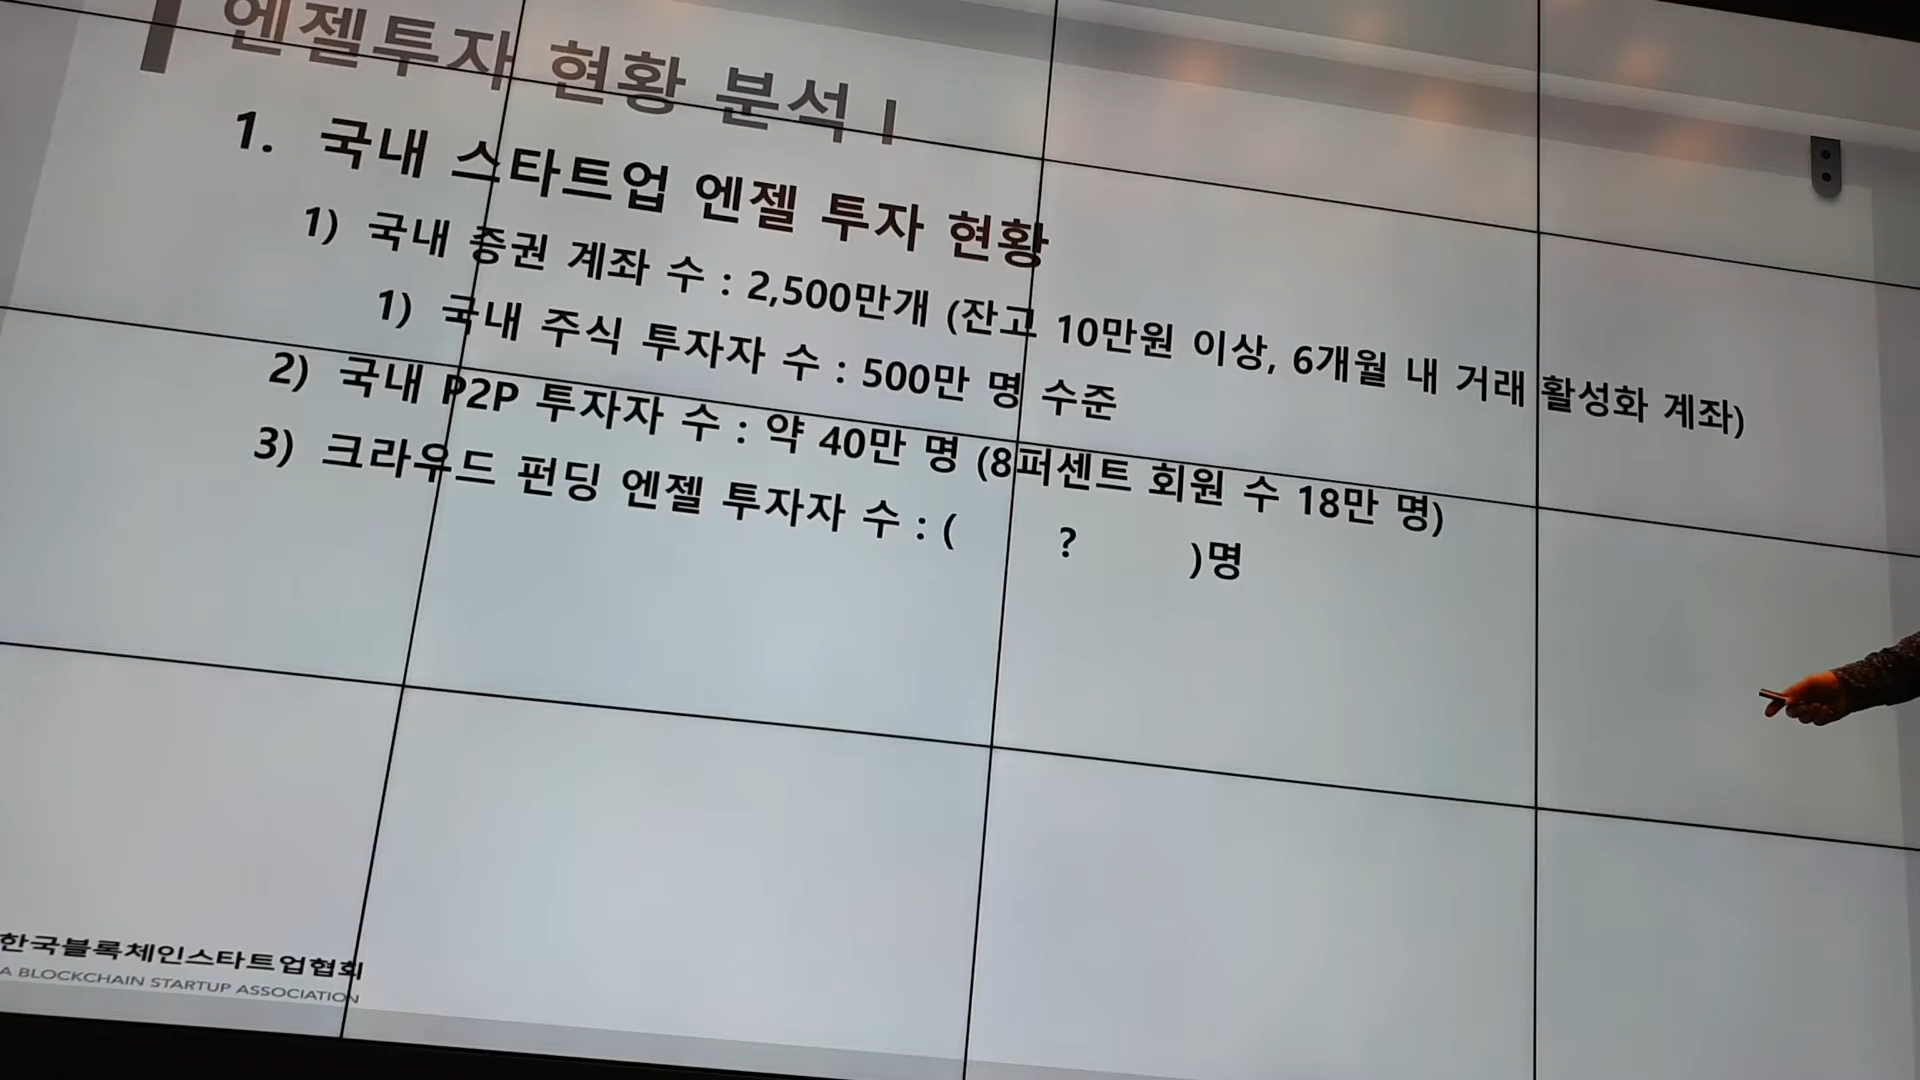 엔젤투자 현황 분석 I
1. 국내 스타트업 엔젤 투자 현황
1) 국내 증권 계좌 수 : 2,500만개 (잔고 10만원 이상, 6개월 내 거래 활성화 계좌)
1) 국내 주식 투자자 수 : 500만 명 수준
2) 국내 P2P 투자자 수 : 약 40만 명 (8퍼센트 회원 수 18만 명)
3) 크라우드 펀딩 엔젤 투자자 수 : ( ? )명
한국블록체인스타트업협회
A BLOCKCHAIN STARTUP ASSOCIATION